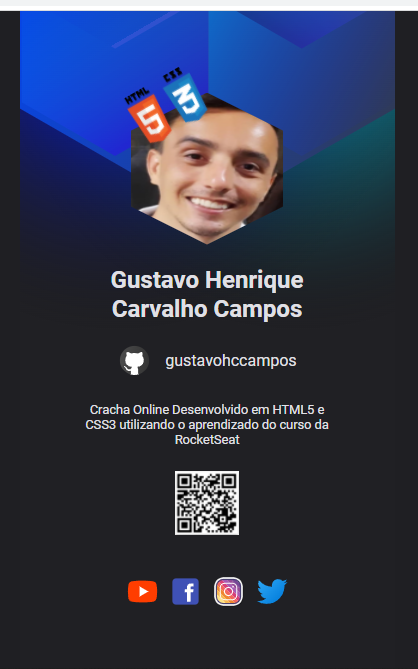 HTML
CSS
5
3
Gustavo Henrique
Carvalho Campos
gustavohccampos
Cracha Online Desenvolvido em HTML5 e
CSS3 utilizando o aprendizado do curso da
RocketSeat
f